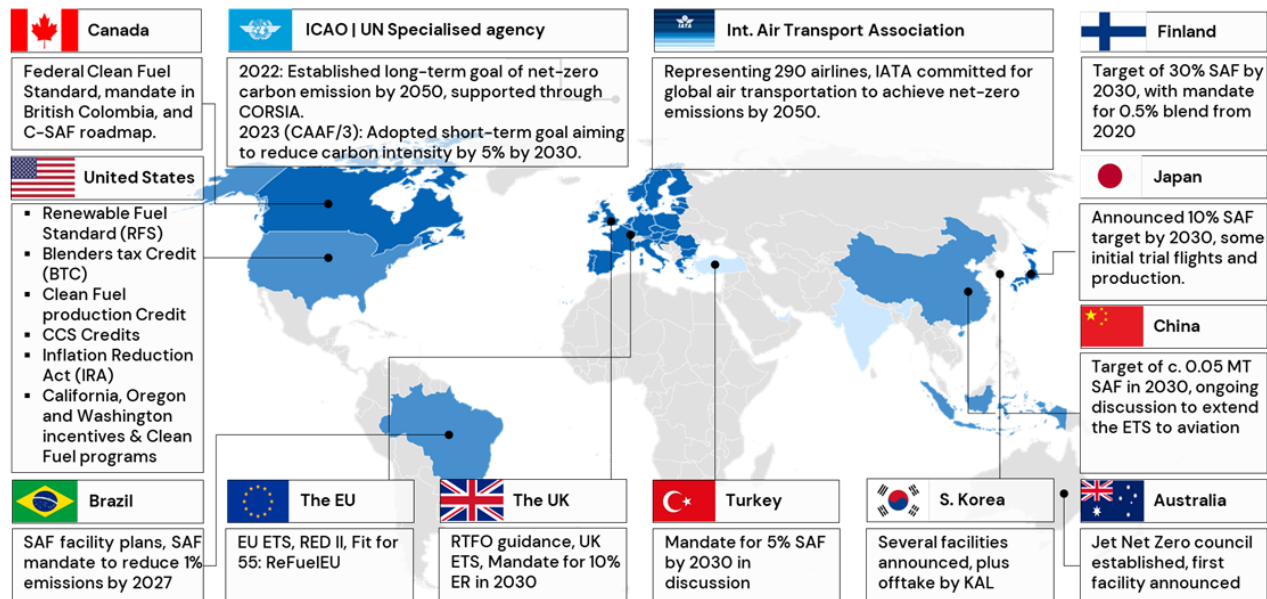 Canada
Federal Clean Fuel
Standard, mandate in
British Colombia, and
C-SAF roadmap.
ICAO | UN Specialised agency
2022: Established long-term goal of net-zero
carbon emission by 2050, supported through
CORSIA.
2023 (CAAF/3): Adopted short-term goal aiming
to reduce carbon intensity by 5% by 2030.
IATA
Int. Air Transport Association
Representing 290 airlines, IATA committed for
global air transportation to achieve net-zero
emissions by 2050.
Finland
Target of 30% SAF by
2030, with mandate
for 0.5% blend from
2020
United States
▪ Renewable Fuel
Standard (RFS)
▪ Blenders tax Credit
(BTC)
▪ Clean Fuel
production Credit
▪ CCS Credits
▪ Inflation Reduction
Act (IRA)
▪ California, Oregon
and Washington
incentives & Clean
Fuel programs
Japan
Announced 10% SAF
target by 2030, some
initial trial flights and
production.
China
Target of c. 0.05 MT
SAF in 2030, ongoing
discussion to extend
the ETS to aviation
Brazil
SAF facility plans, SAF
mandate to reduce 1%
emissions by 2027
The EU
EU ETS, RED II, Fit for
55: ReFuelEU
The UK
RTFO guidance, UK
ETS, Mandate for 10%
ER in 2030
Turkey
Mandate for 5% SAF
by 2030 in
discussion
S. Korea
Several facilities
announced, plus
offtake by KAL
Australia
Jet Net Zero council
established, first
facility announced